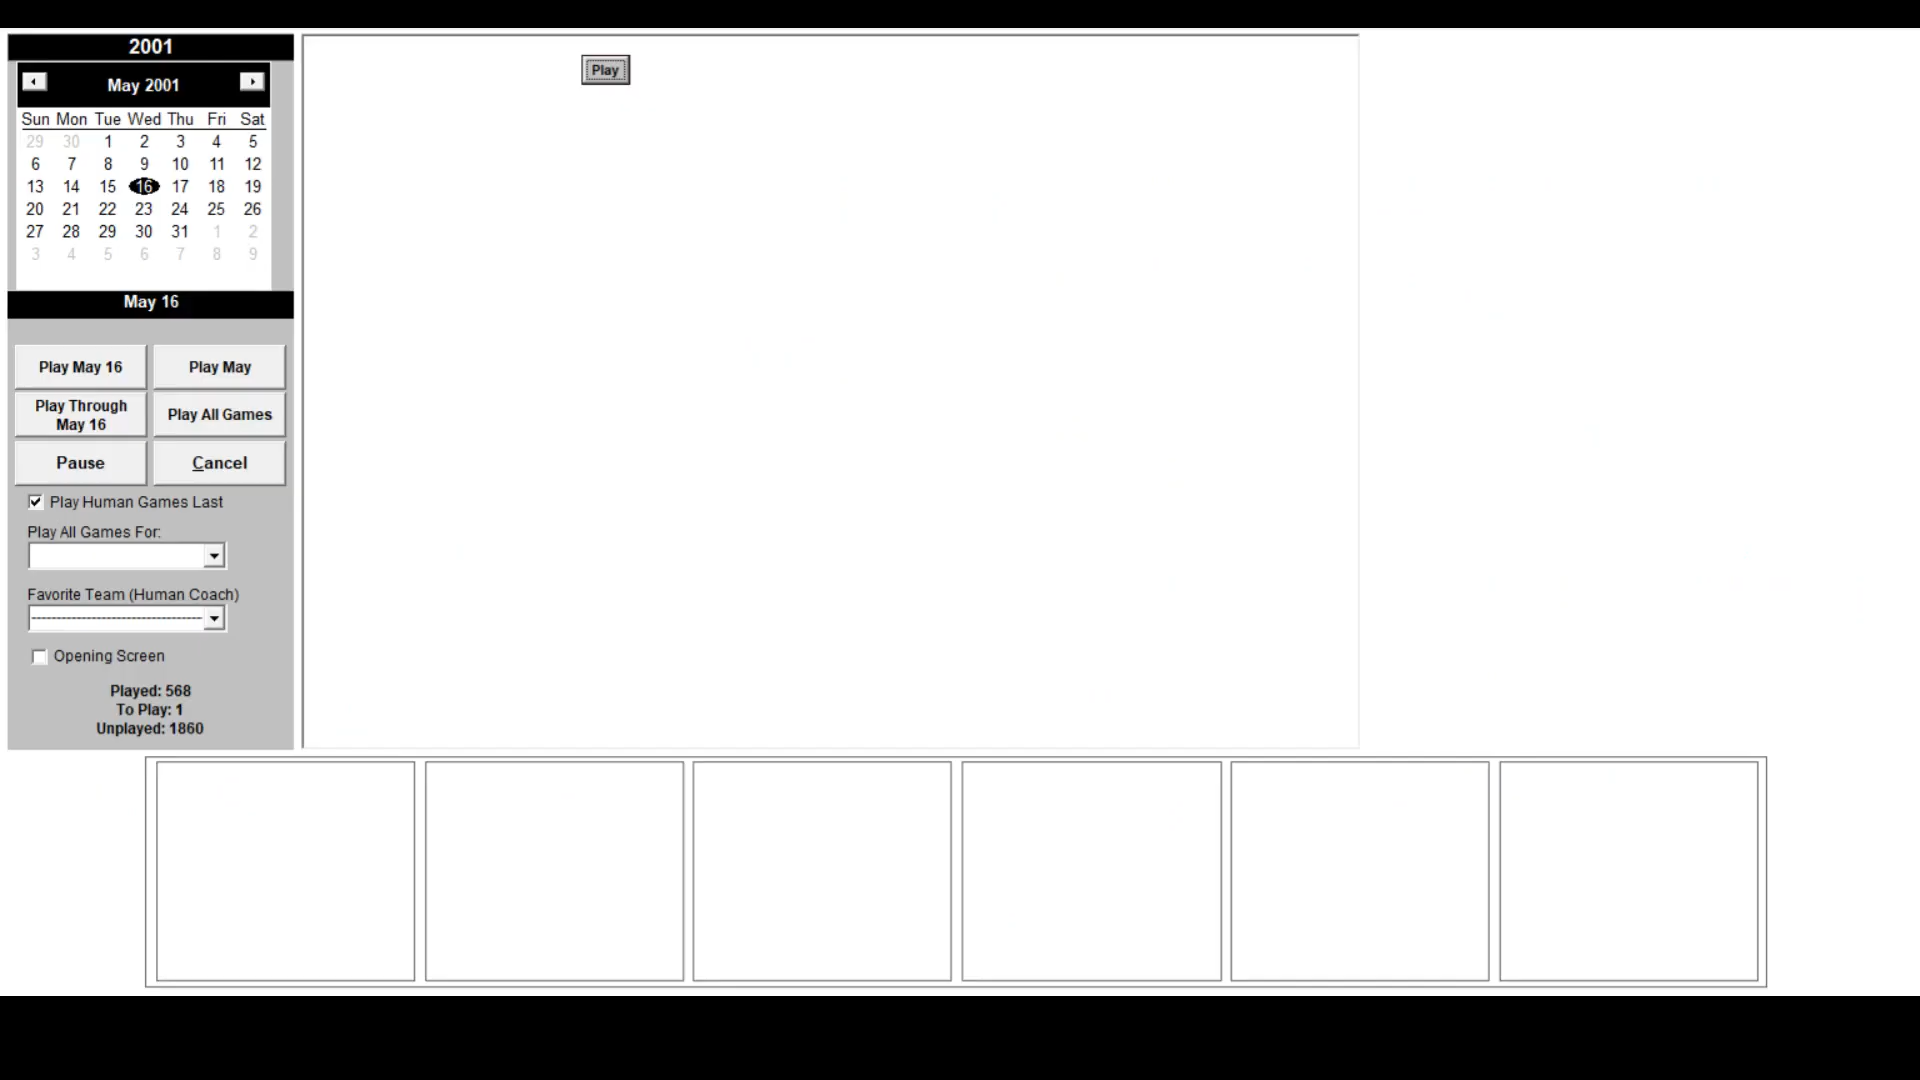 2001
May 2001
Sun Mon Tue Wed Thu Fri Sat
29 30 1 2 3 4 5
6 7 8 9 10 11 12
13 14 15 16 17 18 19
20 21 22 23 24 25 26
27 28 29 30 31 1 2
3 4 5 6 7 8 9
May 16
Play May 16
Play May
Play Through
May 16
Play All Games
Pause
Cancel
Play Human Games Last
Play All Games For:
Favorite Team (Human Coach)
Opening Screen
Played: 568
To Play: 1
Unplayed: 1860
Play